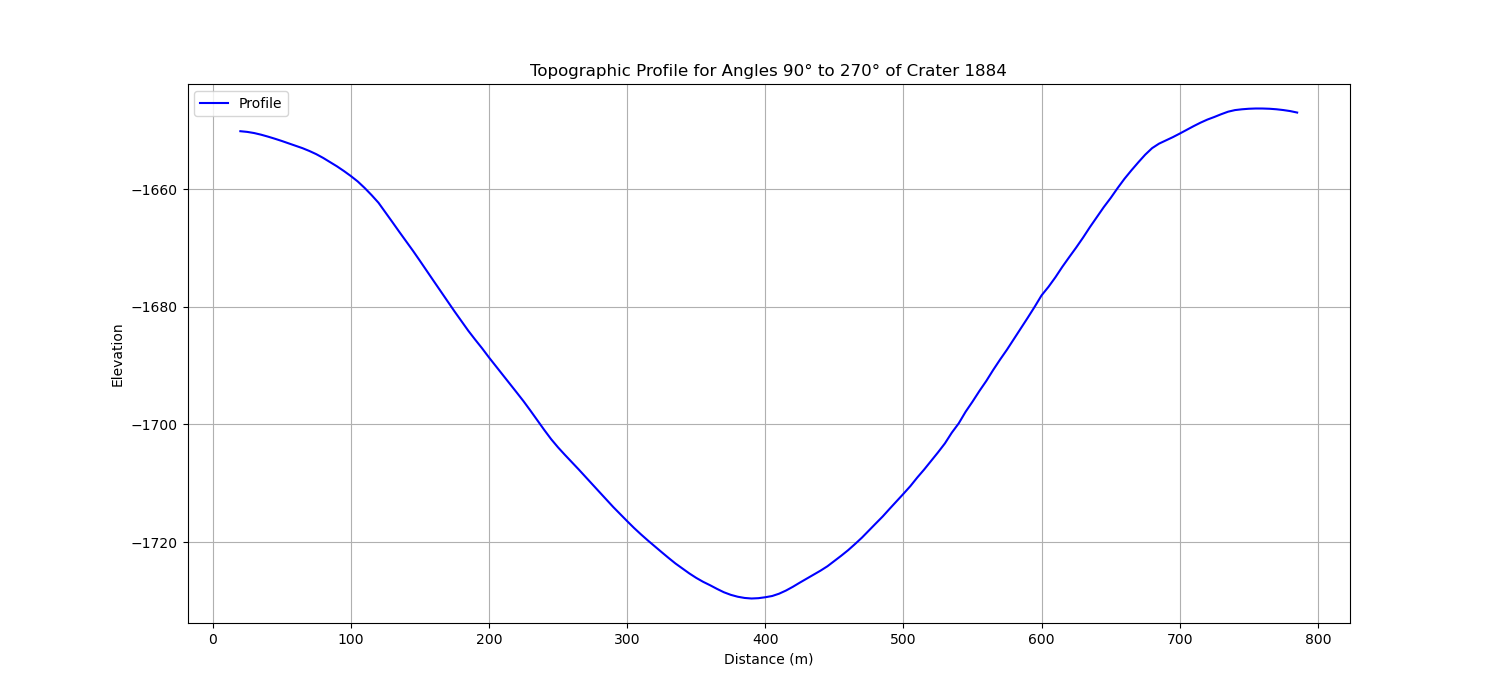 Topographic Profile for Angles 90° to 270° of Crater 1884
Profile
Elevation
−1660
−1680
−1700
−1720
0 100 200 300 400 500 600 700 800
Distance (m)